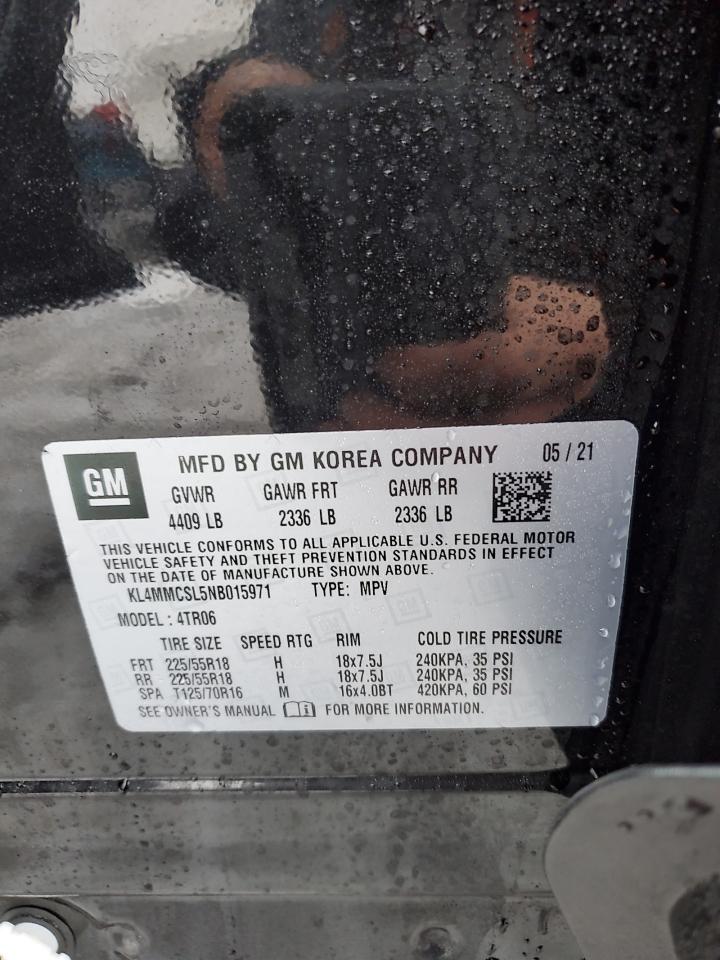 GM MFD BY GM KOREA COMPANY 05 / 21
GVWR GAWR FRT GAWR RR
4409 LB 2336 LB 2336 LB
THIS VEHICLE CONFORMS TO ALL APPLICABLE U.S. FEDERAL MOTOR
VEHICLE SAFETY AND THEFT PREVENTION STANDARDS IN EFFECT
ON THE DATE OF MANUFACTURE SHOWN ABOVE.
KL4MMCSL5NB015971 TYPE: MPV
MODEL : 4TR06
TIRE SIZE SPEED RTG RIM COLD TIRE PRESSURE
FRT 225/55R18 H 18x7.5J 240KPA, 35 PSI
RR 225/55R18 H 18x7.5J 240KPA, 35 PSI
SPA T125/70R16 M 16x4.0BT 420KPA, 60 PSI
SEE OWNER'S MANUAL FOR MORE INFORMATION.